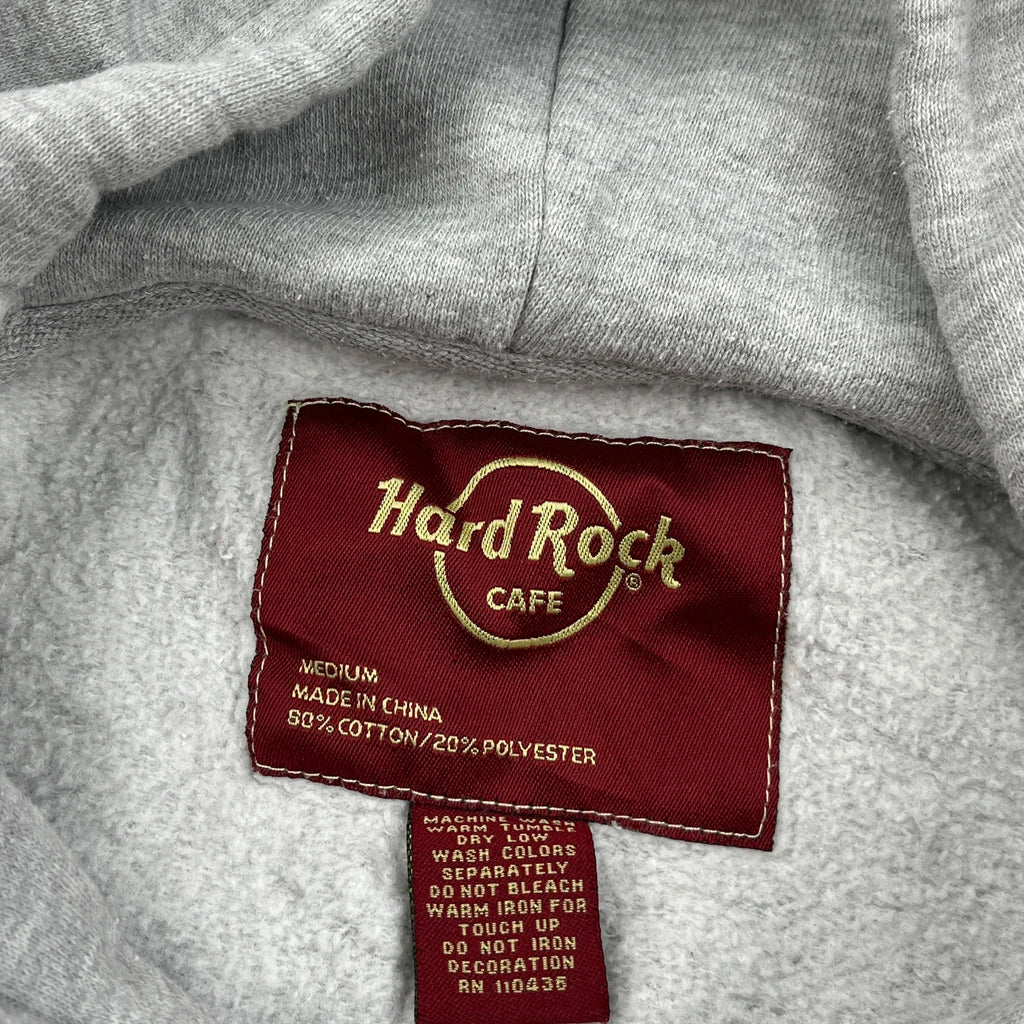 Hard Rock ®
CAFE
MEDIUM
MADE IN CHINA
80% COTTON/20% POLYESTER
MACHINE WASH
WARM TUMBLE
DRY LOW
WASH COLORS
SEPARATELY
DO NOT BLEACH
WARM IRON FOR
TOUCH UP
DO NOT IRON
DECORATION
RN 110436